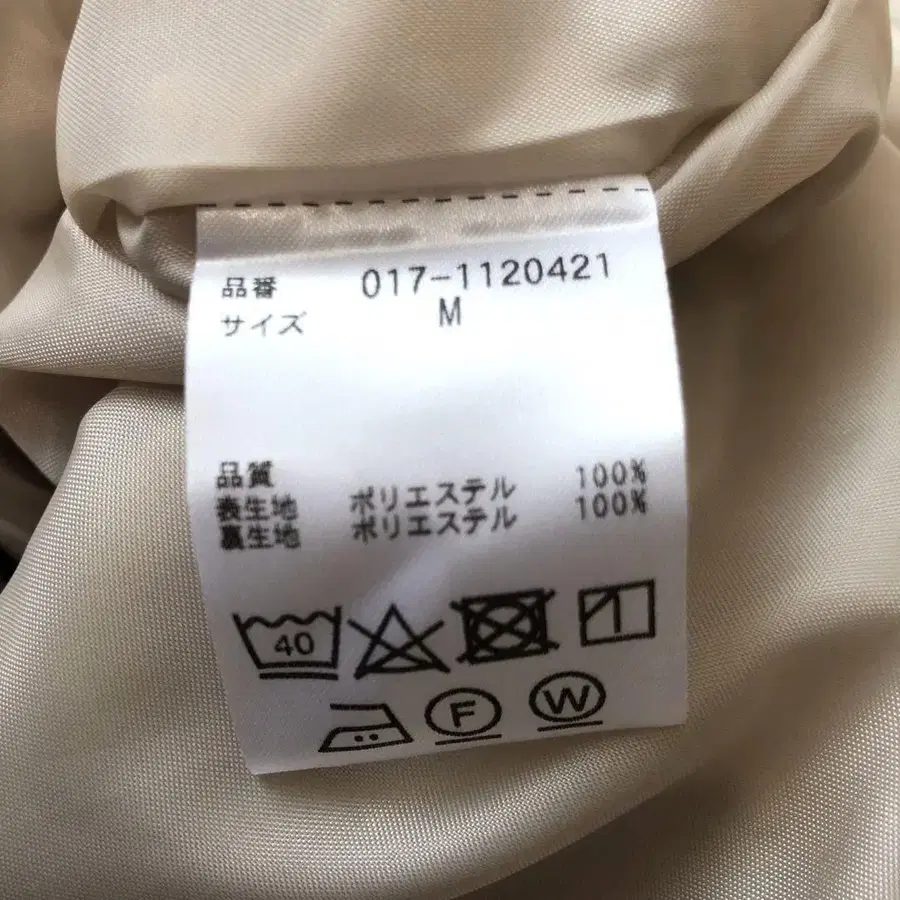 品番 017-1120421
サイズ M
品質
表生地 ポリエステル 100%
裏生地 ポリエステル 100%
40
F W